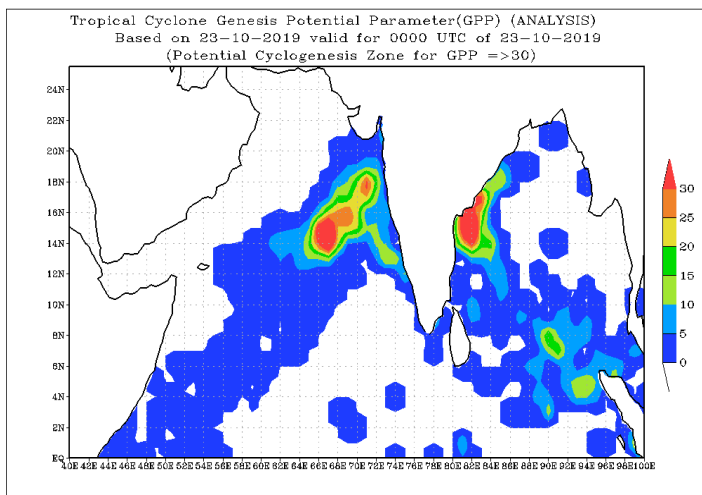 Tropical Cyclone Genesis Potential Parameter(GPP) (ANALYSIS)
Based on 23-10-2019 valid for 0000 UTC of 23-10-2019
(Potential Cyclogenesis Zone for GPP =>30)
24N
22N
20N
18N
16N
14N
12N
10N
8N
6N
4N
2N
EQ
40E 42E 44E 46E 48E 50E 52E 54E 56E 58E 60E 62E 64E 66E 68E 70E 72E 74E 76E 78E 80E 82E 84E 86E 88E 90E 92E 94E 96E 98E 100E
30
25
20
15
10
5
0